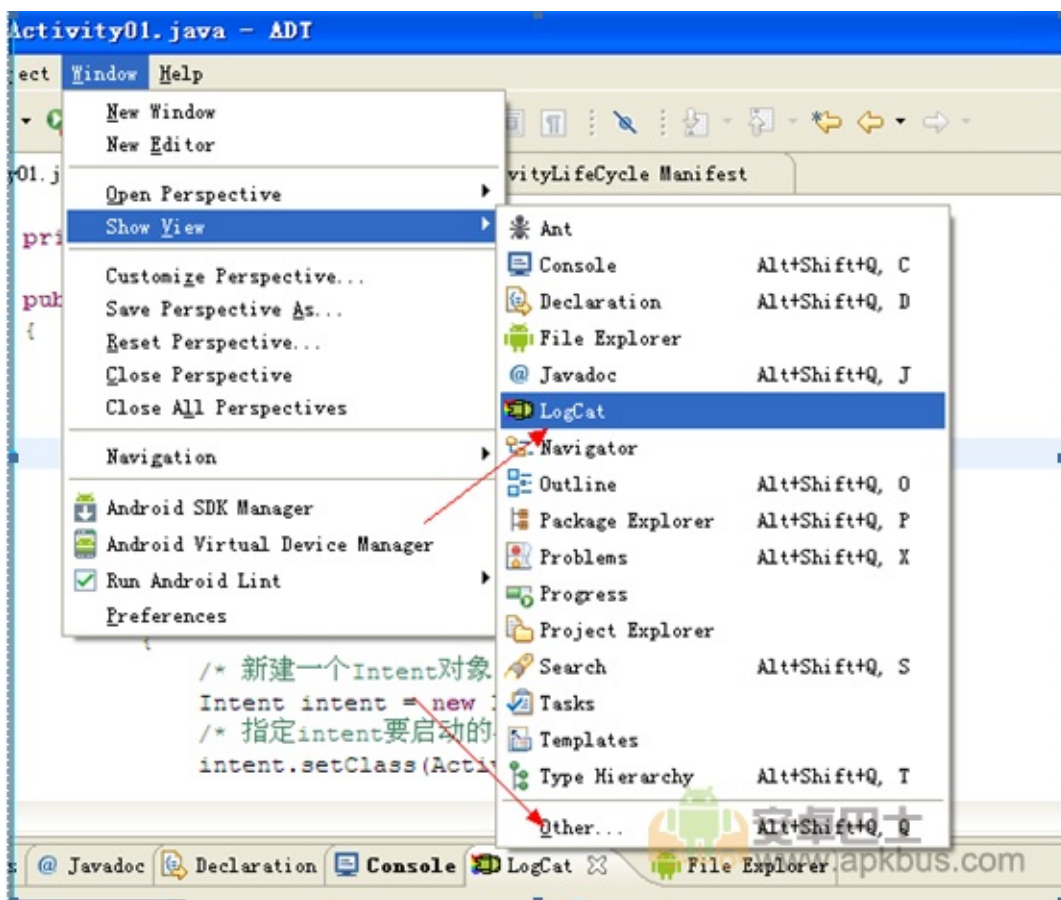 Activity01.java - ADT
ject Window Help
New Window
New Editor
Open Perspective
Show View
Customize Perspective...
Save Perspective As...
Reset Perspective...
Close Perspective
Close All Perspectives
Navigation
Android SDK Manager
Android Virtual Device Manager
Run Android Lint
Preferences
y01.j
vityLifeCycle Manifest
pri
pub
{
Ant
Console Alt+Shift+Q, C
Declaration Alt+Shift+Q, D
File Explorer
Javadoc Alt+Shift+Q, J
LogCat
Navigator
Outline Alt+Shift+Q, O
Package Explorer Alt+Shift+Q, P
Problems Alt+Shift+Q, X
Progress
Project Explorer
Search Alt+Shift+Q, S
Tasks
Templates
Type Hierarchy Alt+Shift+Q, T
Other... Alt+Shift+Q, Q
{
/* 新建一个Intent对象
Intent intent = new
/* 指定intent要启动的
intent.setClass(Activ
安卓巴士
www.apkbus.com
s @ Javadoc Declaration Console LogCat File Explorer